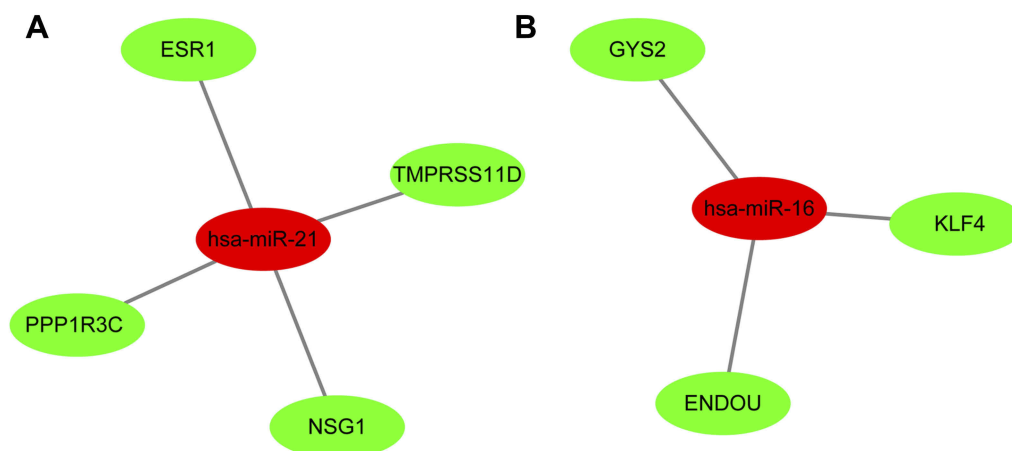 A
ESR1
TMPRSS11D
hsa-miR-21
PPP1R3C
NSG1
B
GYS2
hsa-miR-16
KLF4
ENDOU